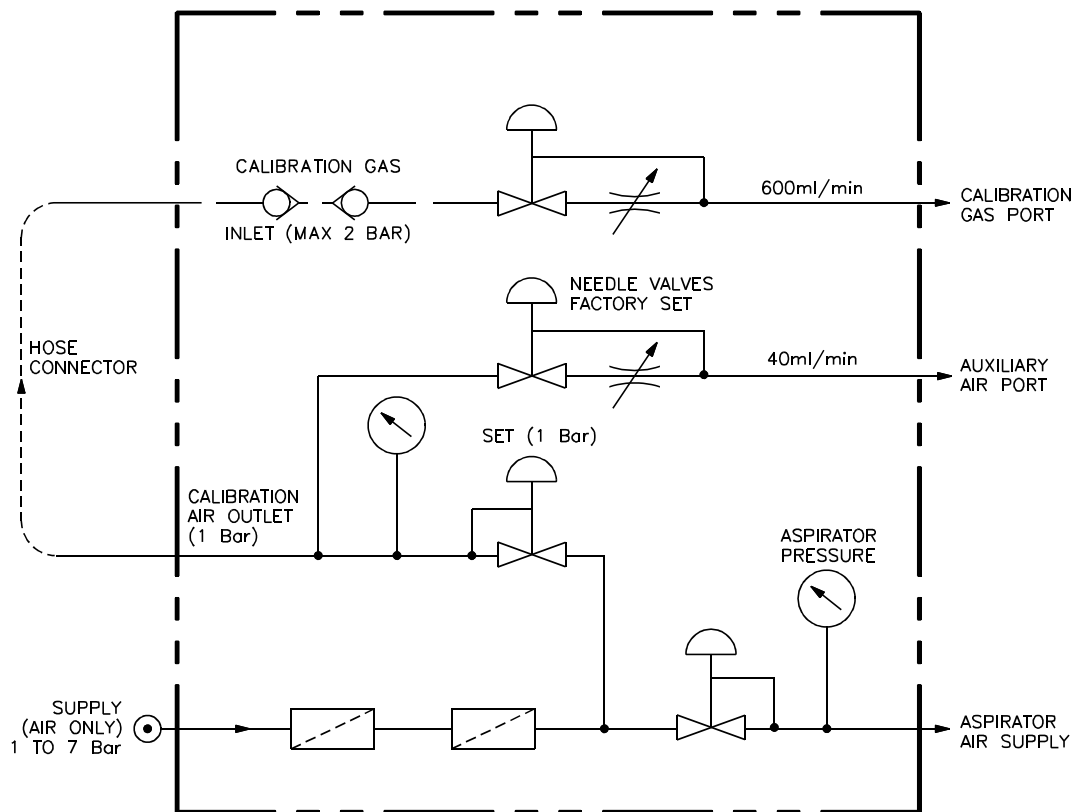 CALIBRATION GAS
INLET (MAX 2 BAR)
600ml/min
CALIBRATION
GAS PORT
NEEDLE VALVES
FACTORY SET
HOSE
CONNECTOR
40ml/min
AUXILIARY
AIR PORT
SET (1 Bar)
CALIBRATION
AIR OUTLET
(1 Bar)
ASPIRATOR
PRESSURE
SUPPLY
(AIR ONLY)
1 TO 7 Bar
ASPIRATOR
AIR SUPPLY